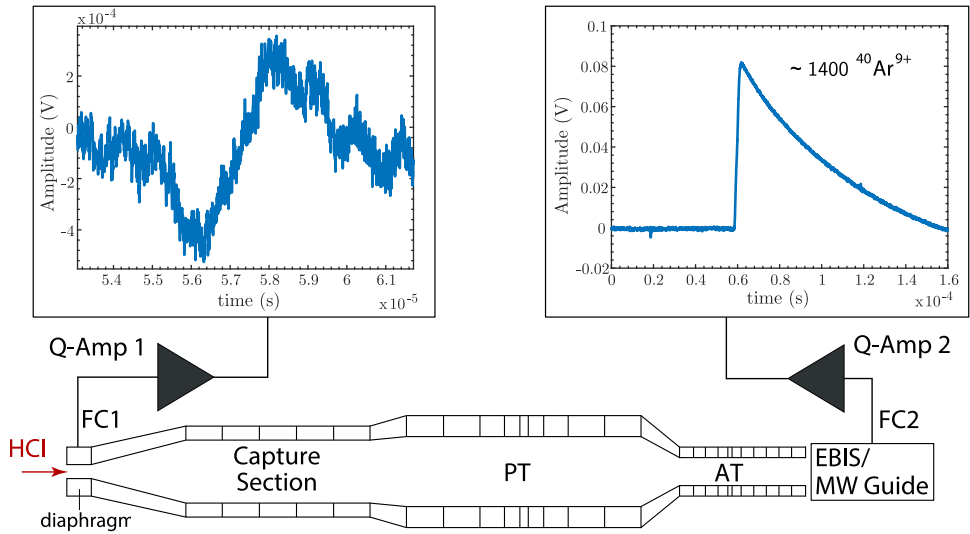 x10⁻⁴
2
0
-2
-4
Amplitude (V)
5.4
5.5
5.6
5.7
5.8
5.9
6
6.1
time (s)
x10⁻⁵
0.1
0.08
0.06
0.04
0.02
0
-0.02
Amplitude (V)
~ 1400 ⁴⁰Ar⁹⁺
0
0.2
0.4
0.6
0.8
1
1.2
1.4
1.6
time (s)
x10⁻⁴
Q-Amp 1
Q-Amp 2
FC1
FC2
HCI
Capture
Section
PT
AT
EBIS/
MW Guide
diaphragm